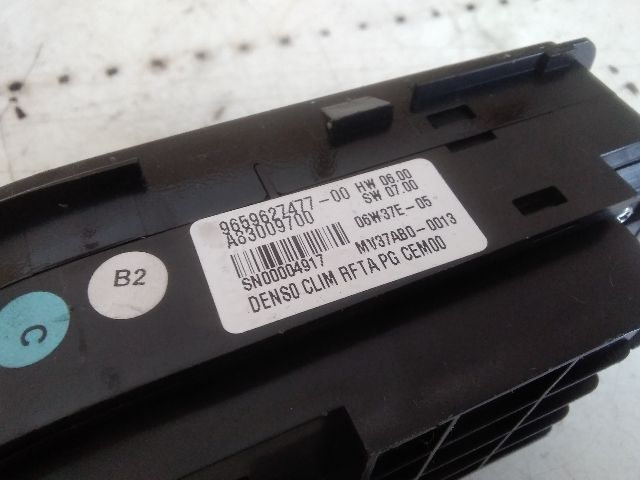 9659627477-00 HW 06.00
A33009700 SW 07.00
06W37E-05
SN00004917 MV37AB0-0013
DENSO CLIM RFTA PG CEM00
B2
C